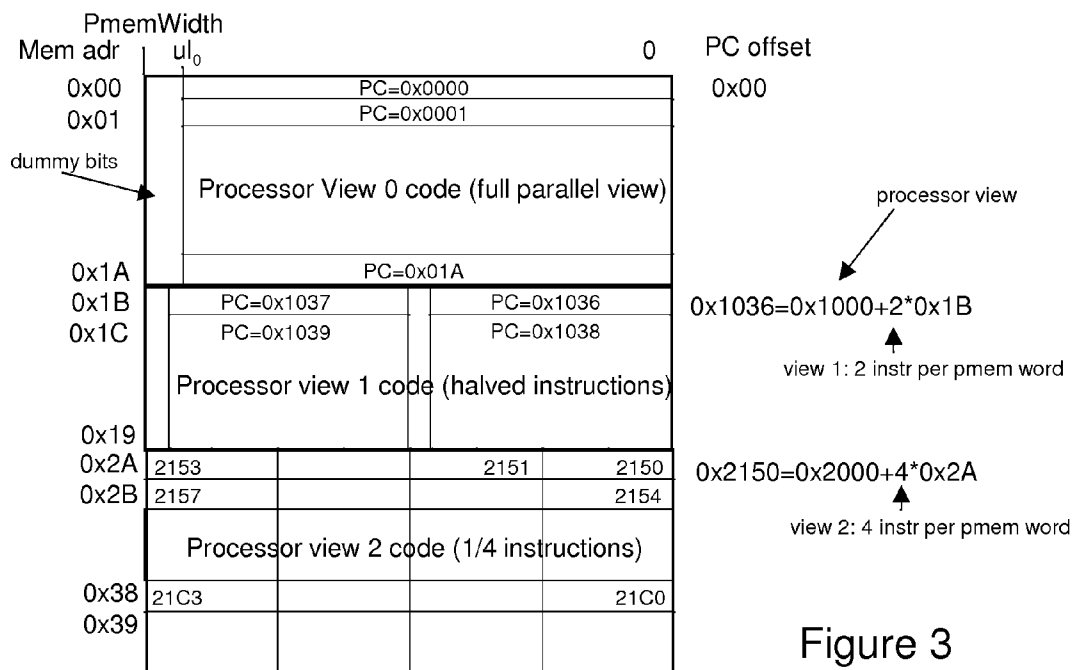 PmemWidth
Mem adr ul0 0 PC offset
0x00 PC=0x0000 0x00
0x01 PC=0x0001
dummy bits
Processor View 0 code (full parallel view)
processor view
0x1A PC=0x01A
0x1B PC=0x1037 PC=0x1036 0x1036=0x1000+2*0x1B
0x1C PC=0x1039 PC=0x1038
view 1: 2 instr per pmem word
Processor view 1 code (halved instructions)
0x19
0x2A 2153 2151 2150 0x2150=0x2000+4*0x2A
0x2B 2157 2154
view 2: 4 instr per pmem word
Processor view 2 code (1/4 instructions)
0x38 21C3 21C0
0x39
Figure 3